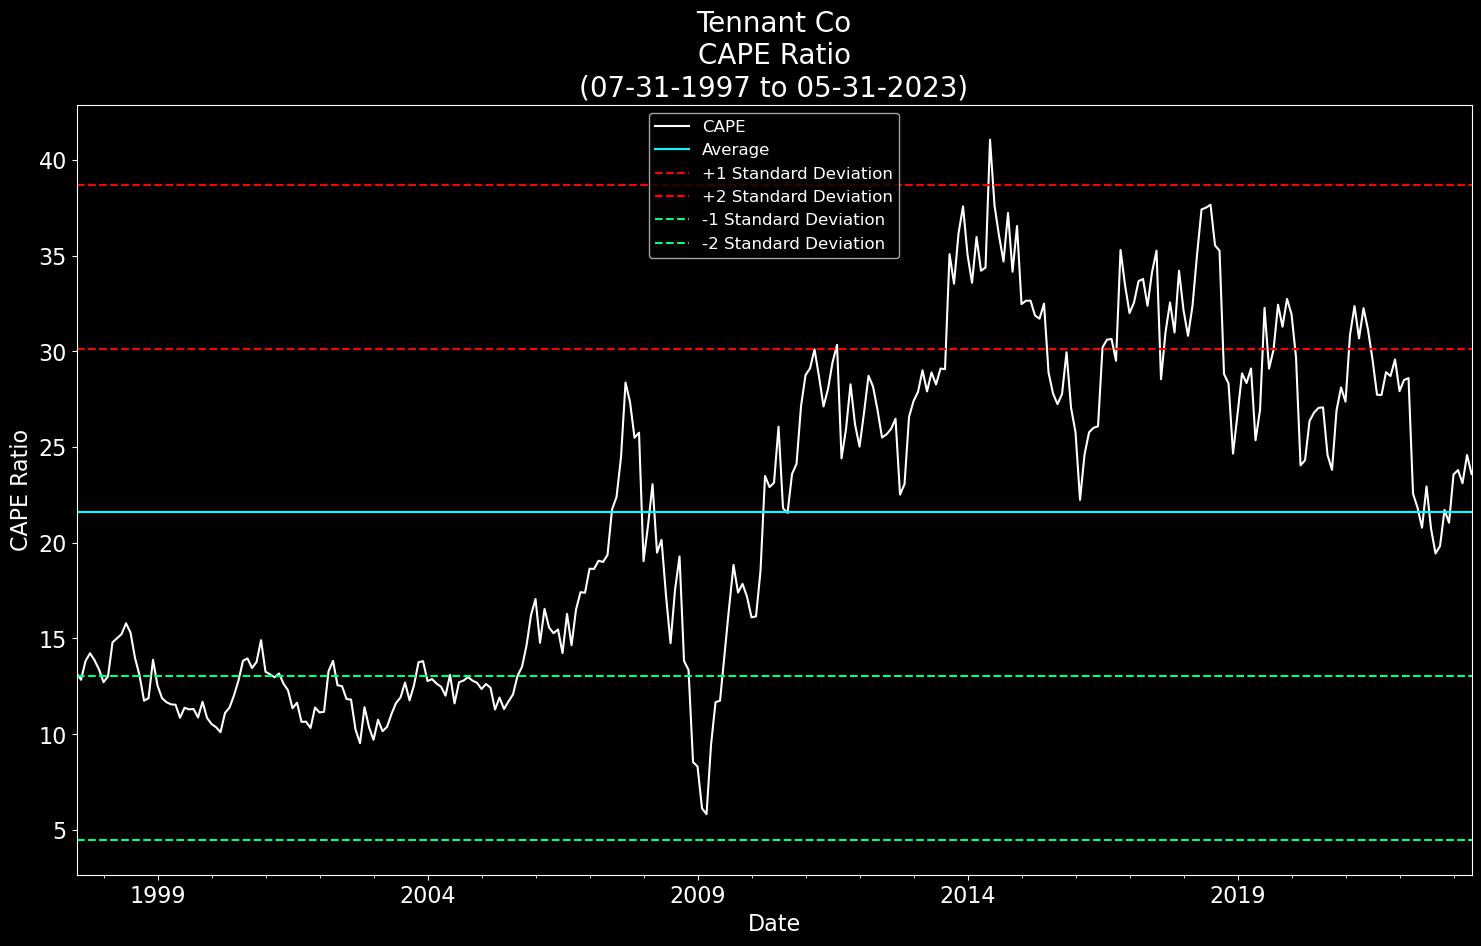 Tennant Co
CAPE Ratio
(07-31-1997 to 05-31-2023)
CAPE
Average
+1 Standard Deviation
+2 Standard Deviation
-1 Standard Deviation
-2 Standard Deviation
40
35
30
25
20
15
10
5
CAPE Ratio
1999
2004
2009
2014
2019
Date